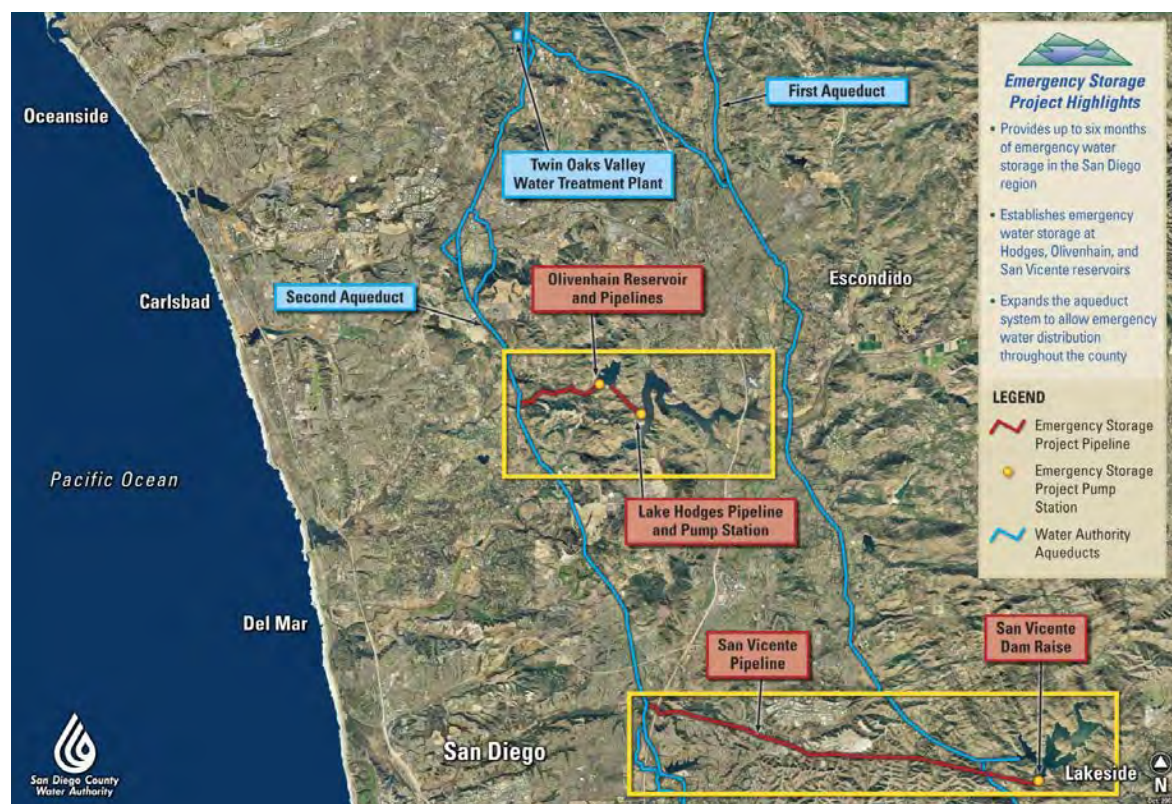 Oceanside
First Aqueduct
Twin Oaks Valley
Water Treatment Plant
Olivenhain Reservoir
and Pipelines
Escondido
Second Aqueduct
Carlsbad
Pacific Ocean
Lake Hodges Pipeline
and Pump Station
Del Mar
San Vicente
Pipeline
San Vicente
Dam Raise
San Diego
Lakeside
N
San Diego County
Water Authority
Emergency Storage
Project Highlights
• Provides up to six months
of emergency water
storage in the San Diego
region
• Establishes emergency
water storage at
Hodges, Olivenhain, and
San Vicente reservoirs
• Expands the aqueduct
system to allow emergency
water distribution
throughout the county
LEGEND
Emergency Storage
Project Pipeline
Emergency Storage
Project Pump
Station
Water Authority
Aqueducts